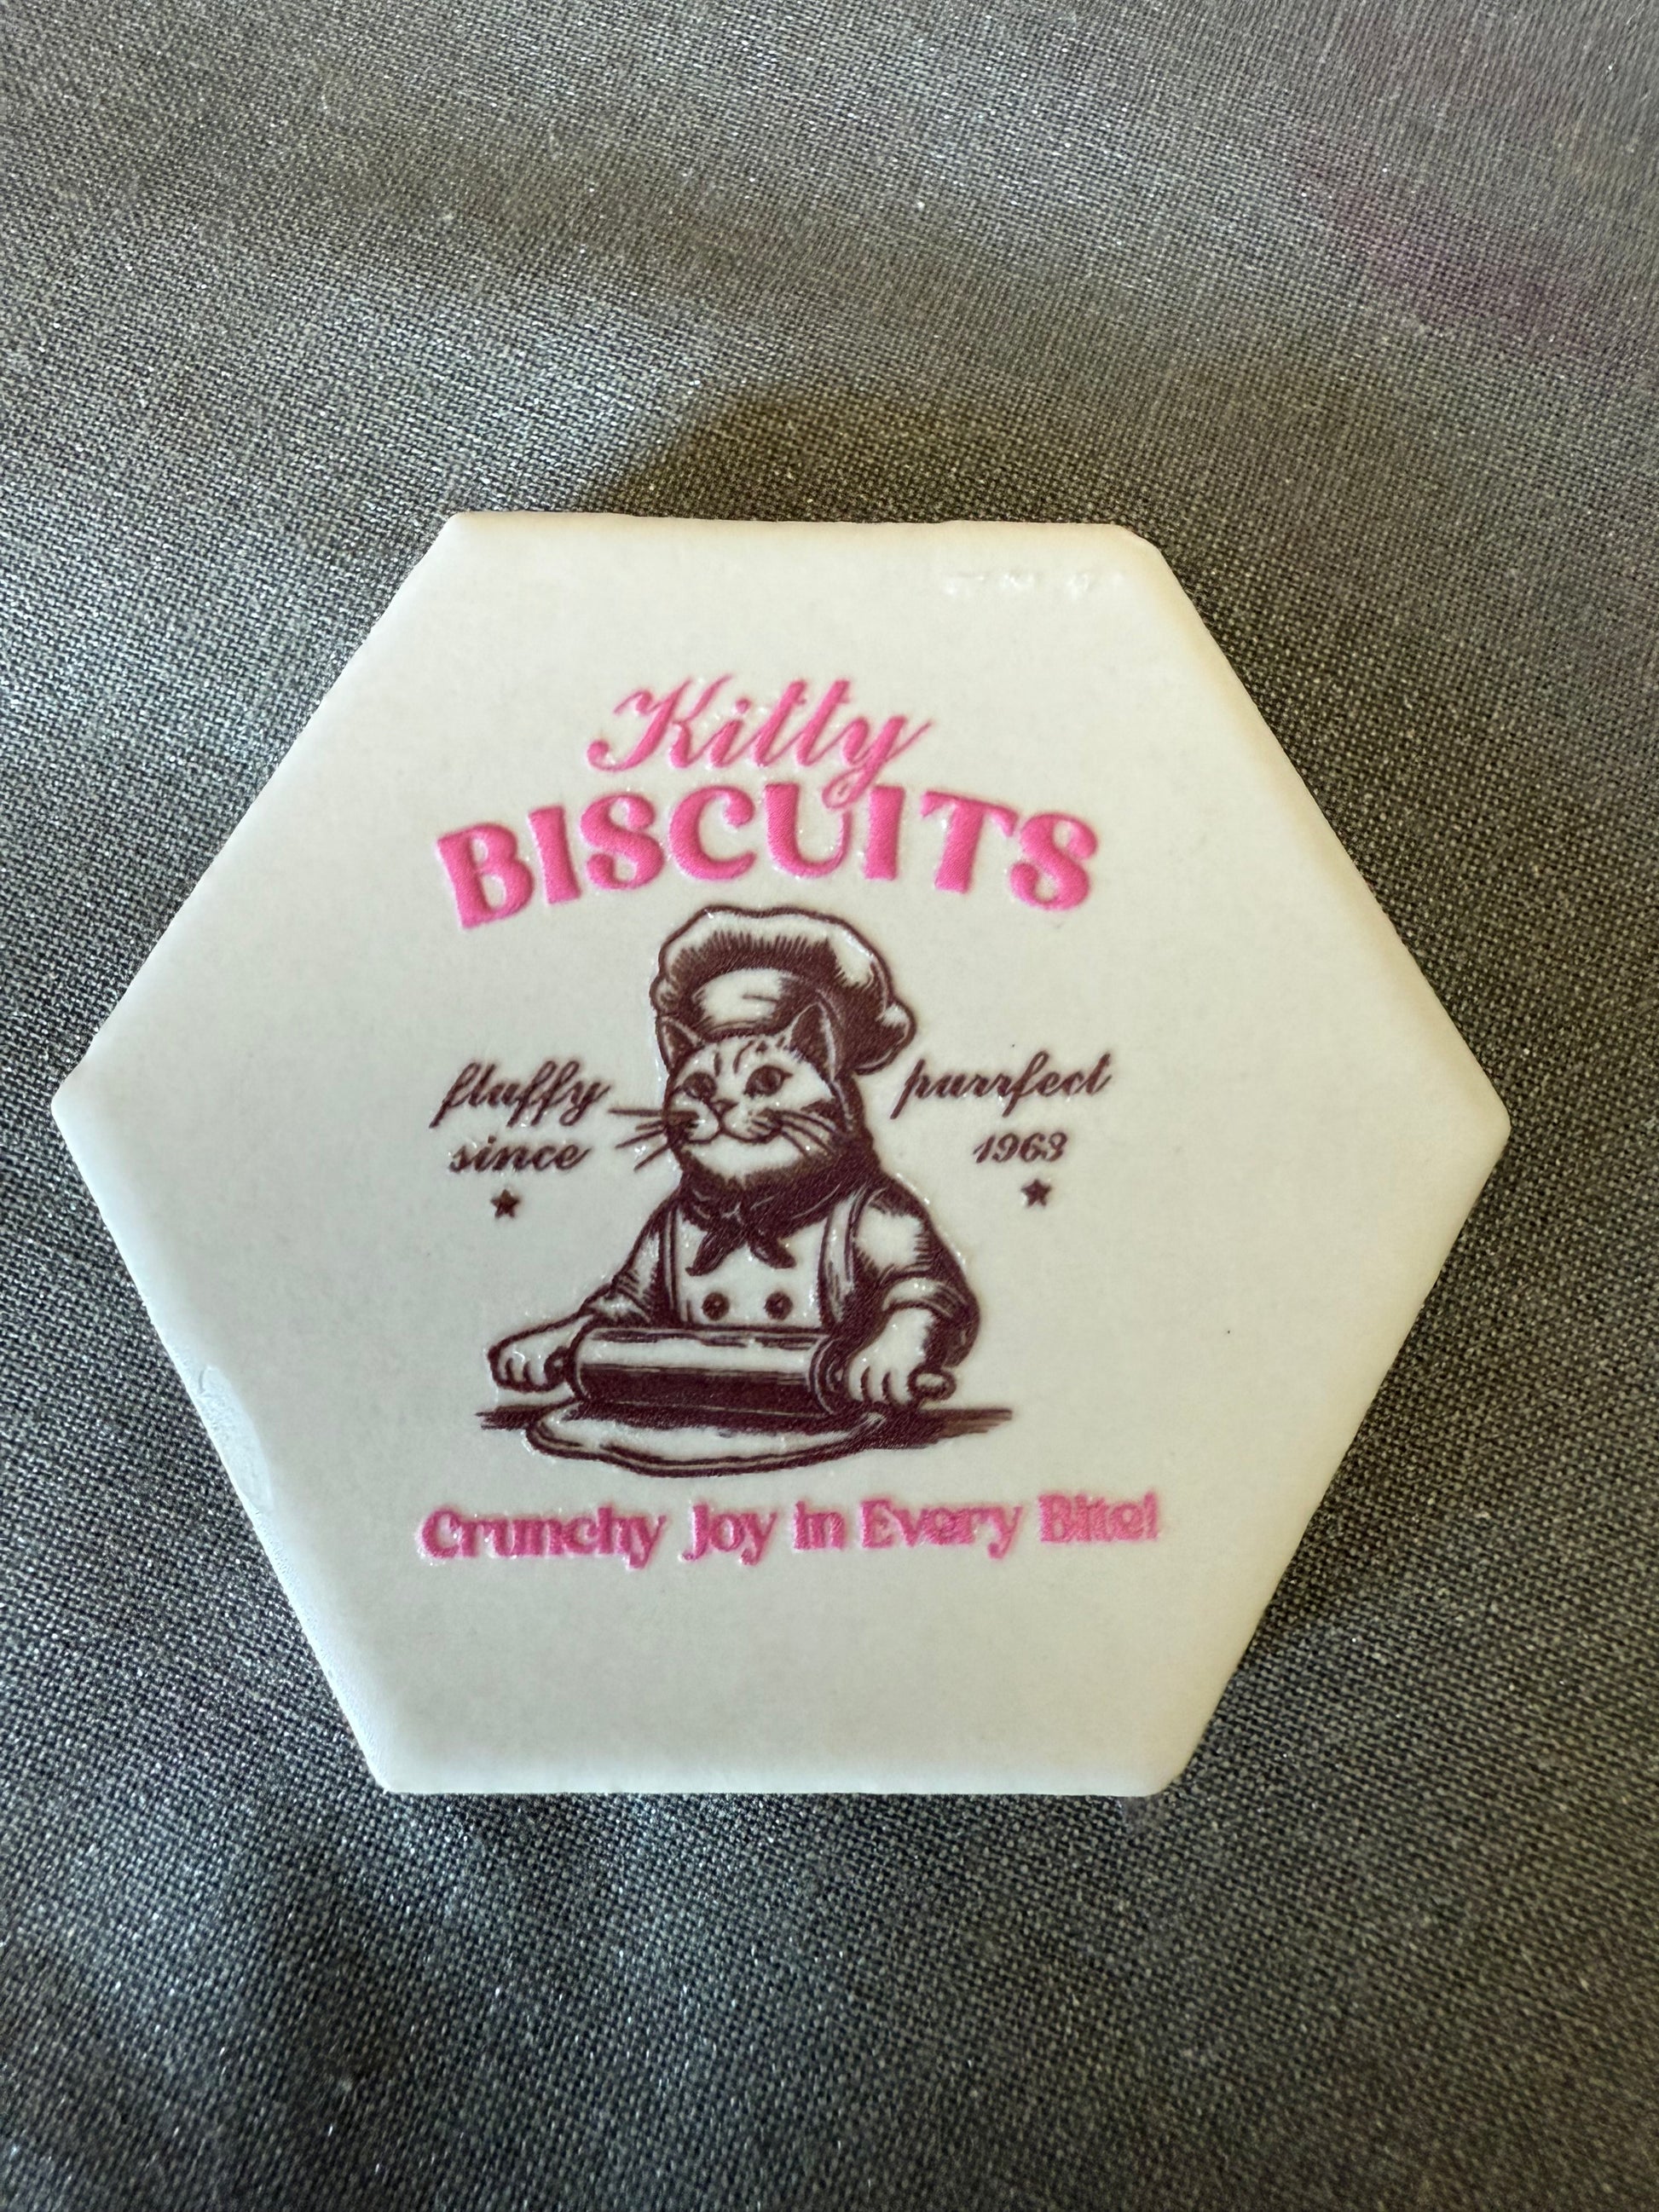 Kitty
BISCUITS
fluffy purrfect
since 1963
Crunchy Joy in Every Bite!